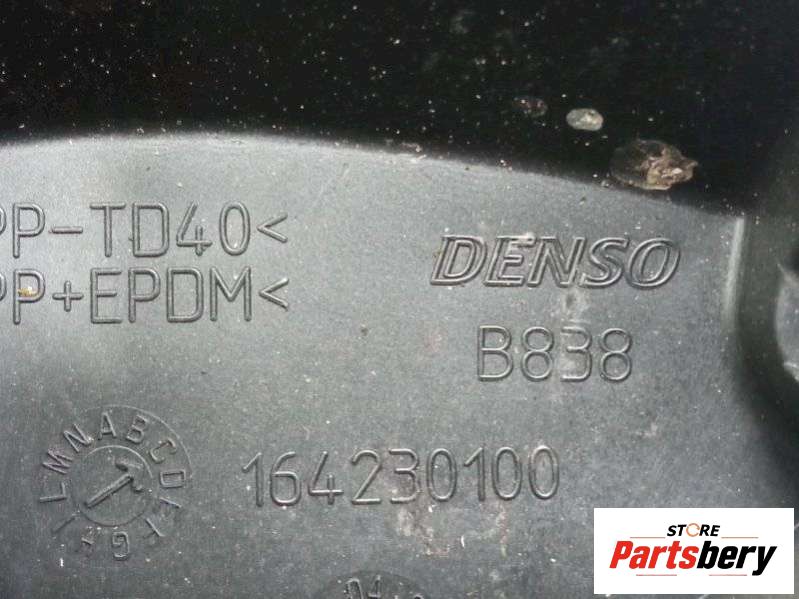 PP-TD40<
PP+EPDM<
DENSO
B838
164230100
STORE
Partsbery